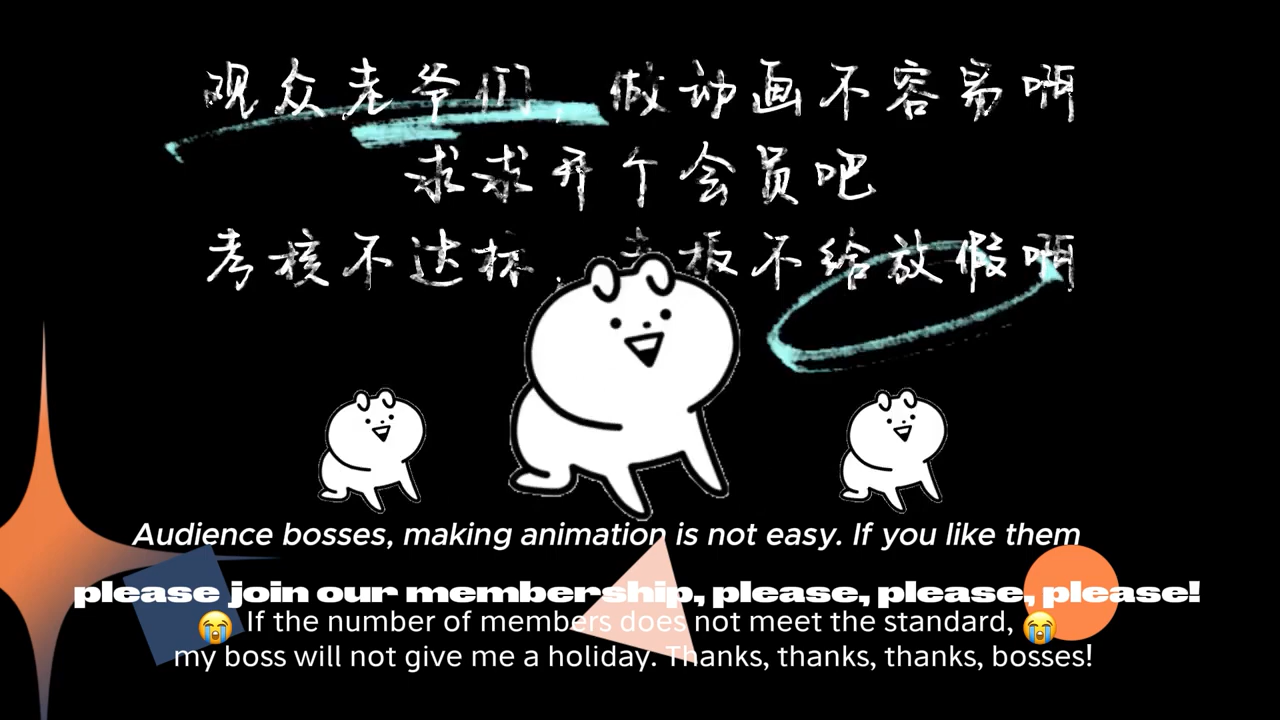 观众老爷们，做动画不容易啊
求求开个会员吧
考核不达标，老板不给放假啊
Audience bosses, making animation is not easy. If you like them
please join our membership, please, please, please!
😭 If the number of members does not meet the standard, 😭
my boss will not give me a holiday. Thanks, thanks, thanks, bosses!